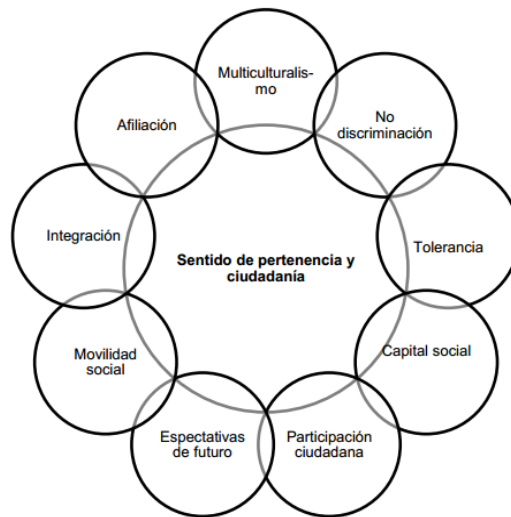 Multiculturalis-
mo
No
discriminación
Afiliación
Tolerancia
Integración
Sentido de pertenencia y
ciudadanía
Capital social
Movilidad
social
Participación
ciudadana
Espectativas
de futuro